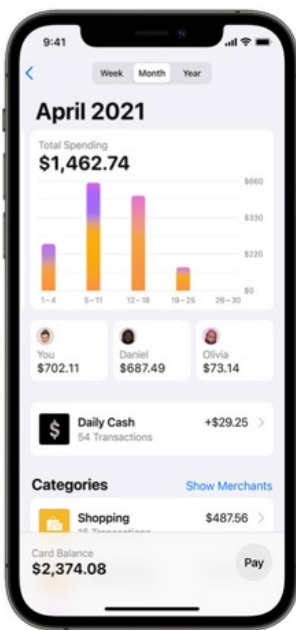 9:41
Week Month Year
April 2021
Total Spending
$1,462.74
$660
$330
$220
$0
1–4 5–11 12–18 19–25 26–30
You Daniel Olivia
$702.11 $687.49 $73.14
$
Daily Cash +$29.25
54 Transactions
Categories Show Merchants
Shopping $487.56
16 Transactions
Card Balance
$2,374.08
Pay